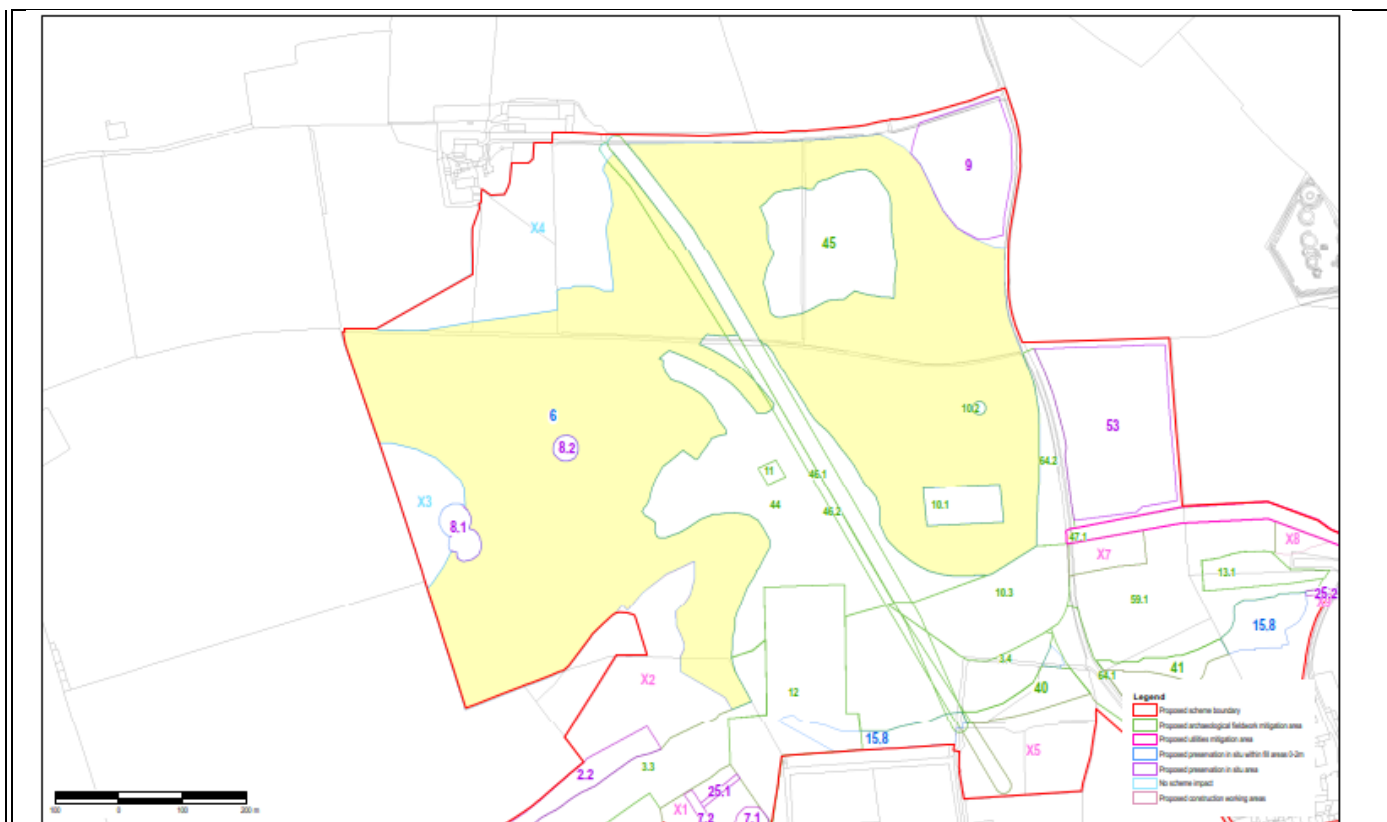 9
X4
45
6
10.2
53
8.2
64.2
11
46.1
X3
44
10.1
46.2
8.1
47.1
X8
X7
13.1
10.3
59.1
25.2
15.8
3.4
41
X2
64.1
40
12
15.8
X5
3.3
2.2
25.1
X1
7.2
7.1
Legend
Proposed scheme boundary
Proposed archaeological fieldwork mitigation area
Proposed utilities mitigation area
Proposed preservation in situ within fill areas 0-2m
Proposed preservation in situ area
No scheme impact
Proposed construction working areas
100 0 100 200 m